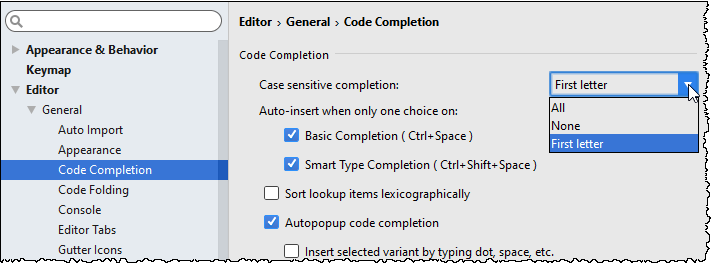 Editor › General › Code Completion
Appearance & Behavior
Keymap
Editor
General
Auto Import
Appearance
Code Completion
Code Folding
Console
Editor Tabs
Gutter Icons
Code Completion
Case sensitive completion:
First letter
All
None
First letter
Auto-insert when only one choice on:
Basic Completion ( Ctrl+Space )
Smart Type Completion ( Ctrl+Shift+Space )
Sort lookup items lexicographically
Autopopup code completion
Insert selected variant by typing dot, space, etc.